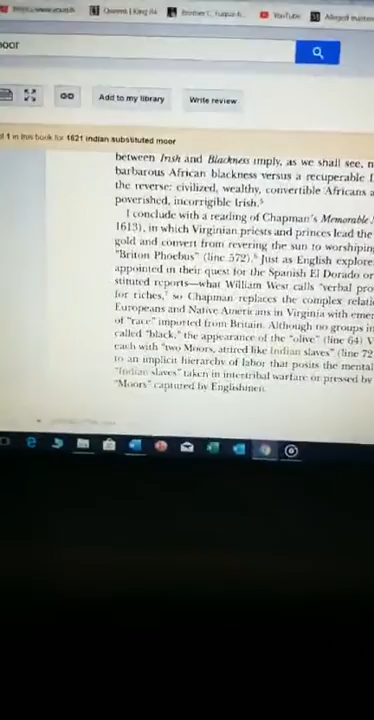 YouTube
moor
Add to my library
Write review
1 in this book for 1621 indian substituted moor
between Irish and Blackness imply, as we shall see, n
barbarous African blackness versus a recuperable I
the reverse: civilized, wealthy, convertible Africans a
poverished, incorrigible Irish.5
I conclude with a reading of Chapman's Memorable
1613), in which Virginian priests and princes lead the
gold and convert from revering the sun to worshiping
"Briton Phoebus" (line 572).6 Just as English explore
appointed in their quest for the Spanish El Dorado or
stituted reports—what William West calls "verbal pro
for riches,"7 so Chapman replaces the complex relati
Europeans and Native Americans in Virginia with emer
of "race" imported from Britain. Although no groups in
called "black," the appearance of the "olive" (line 64) V
each with "two Moors, attired like Indian slaves" (line 72
to an implicit hierarchy of labor that posits the mental
"Indian slaves" taken in intertribal warfare or pressed by
"Moors" captured by Englishmen.